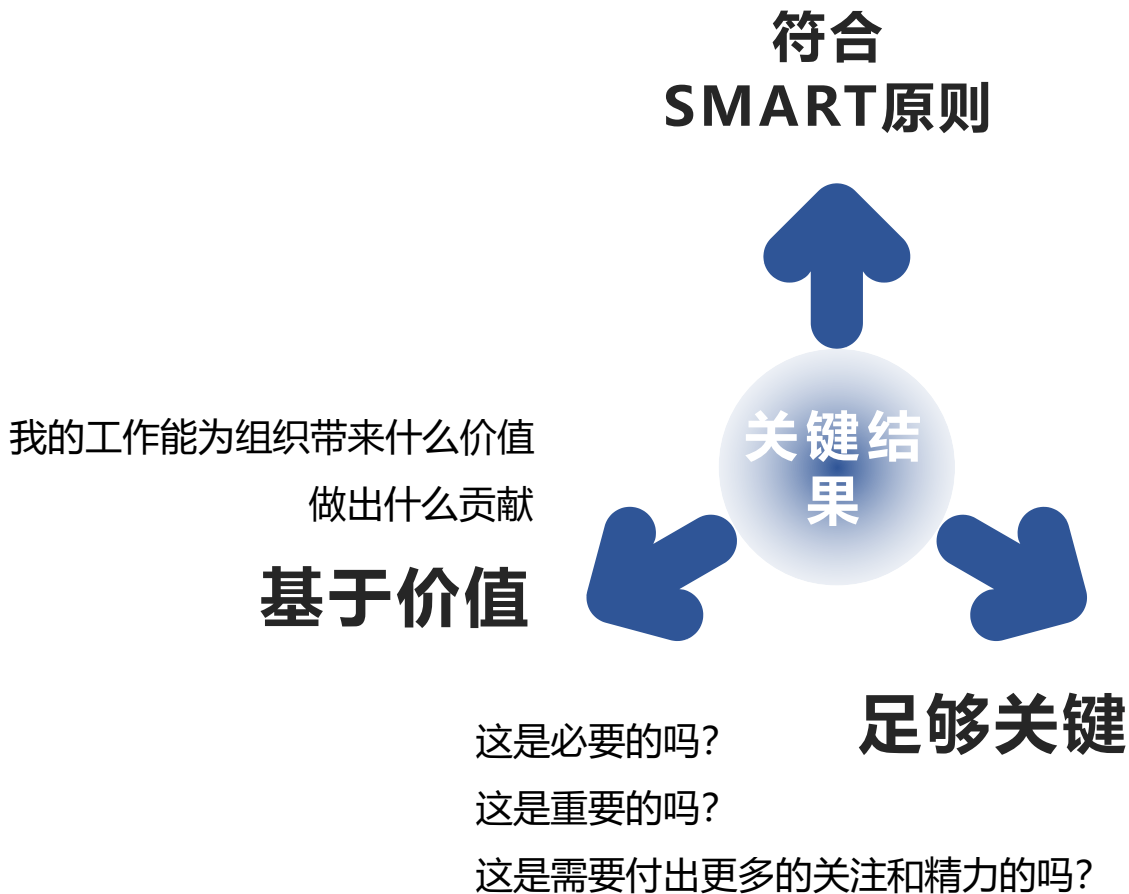 符合
SMART原则
关键结
果
我的工作能为组织带来什么价值
做出什么贡献
基于价值
足够关键
这是必要的吗?
这是重要的吗?
这是需要付出更多的关注和精力的吗?